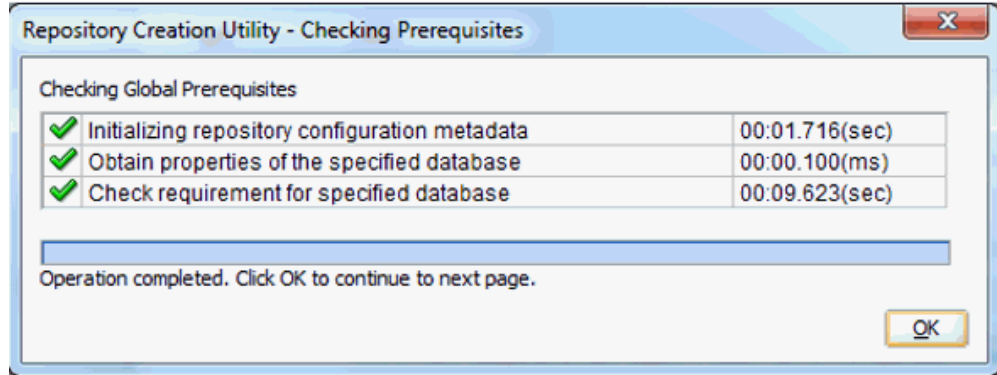 Repository Creation Utility - Checking Prerequisites
Checking Global Prerequisites
Initializing repository configuration metadata 00:01.716(sec)
Obtain properties of the specified database 00:00.100(ms)
Check requirement for specified database 00:09.623(sec)
Operation completed. Click OK to continue to next page.
OK